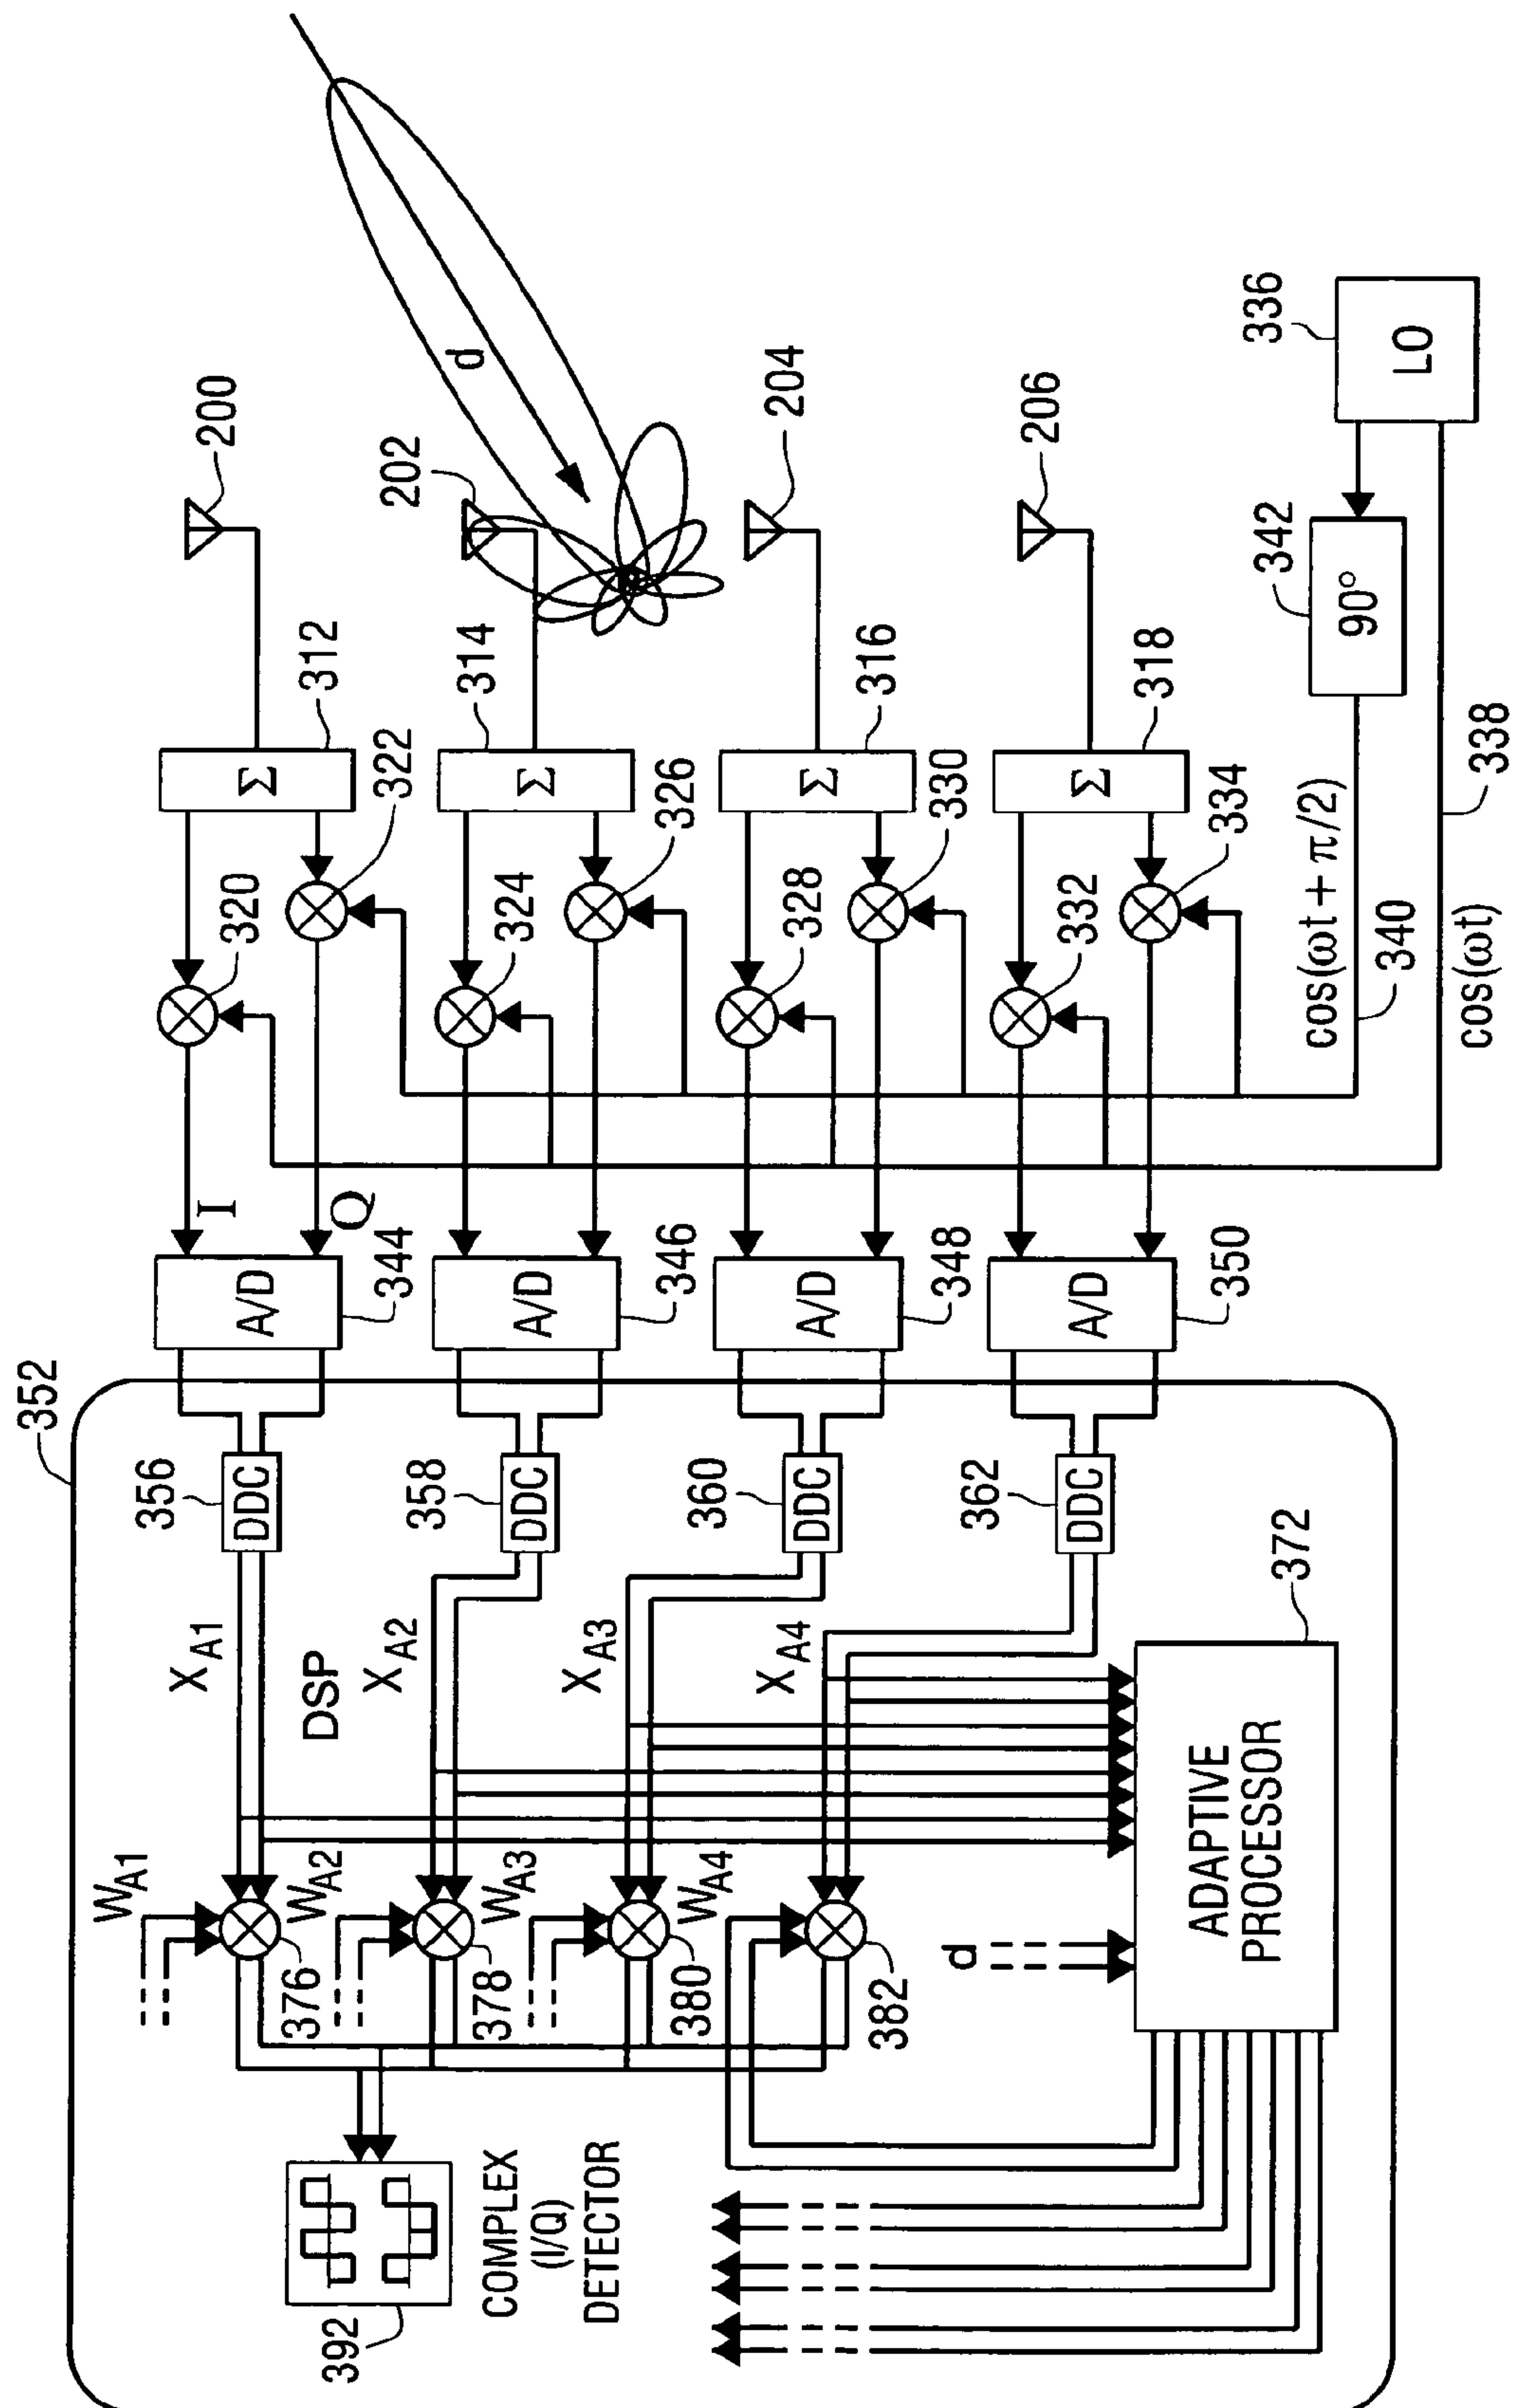 352
392
COMPLEX
(I/Q)
DETECTOR
W_A1
376
W_A2
378
W_A3
380
W_A4
382
d
ADAPTIVE
PROCESSOR
372
DSP
X_A1
X_A2
X_A3
X_A4
356
DDC
358
DDC
360
DDC
362
DDC
A/D
344
A/D
346
A/D
348
A/D
350
I
Q
320
322
324
326
328
330
332
334
cos(ωt + π/2)
340
cos(ωt)
338
Σ
312
Σ
314
Σ
316
Σ
318
90°
342
LO
336
200
202
204
206
d